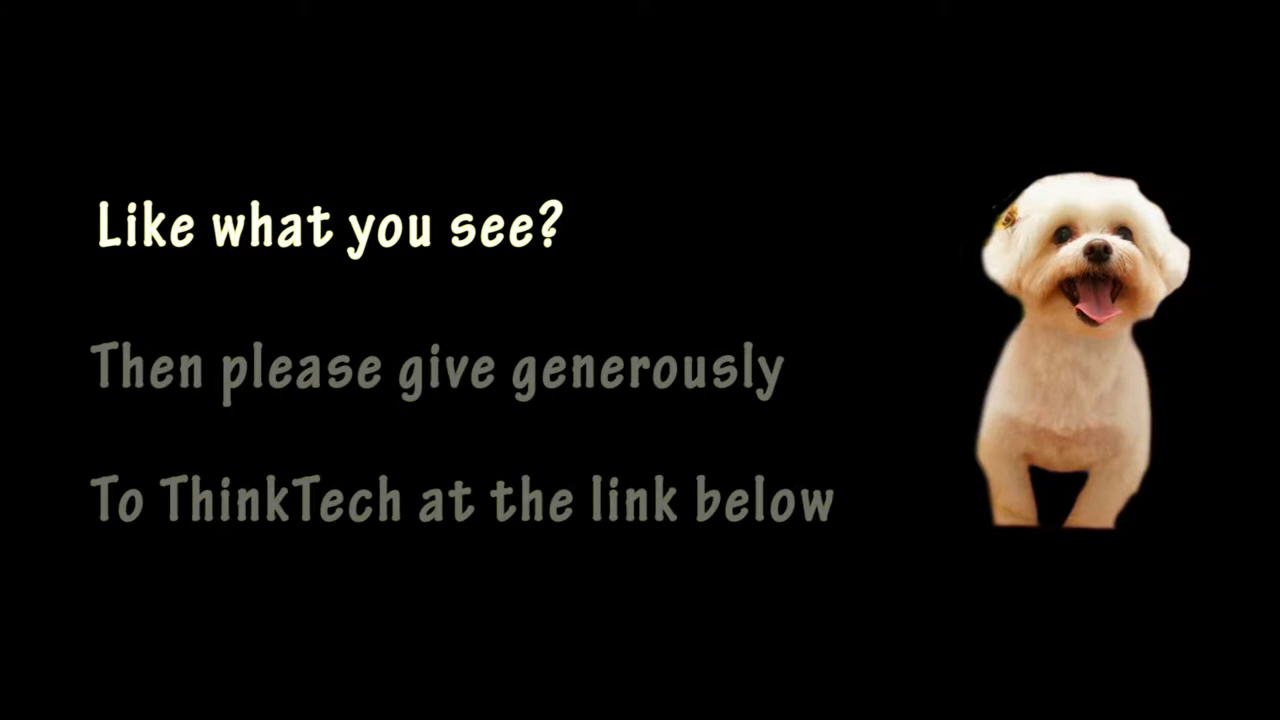 Like what you see?
Then please give generously
To ThinkTech at the link below